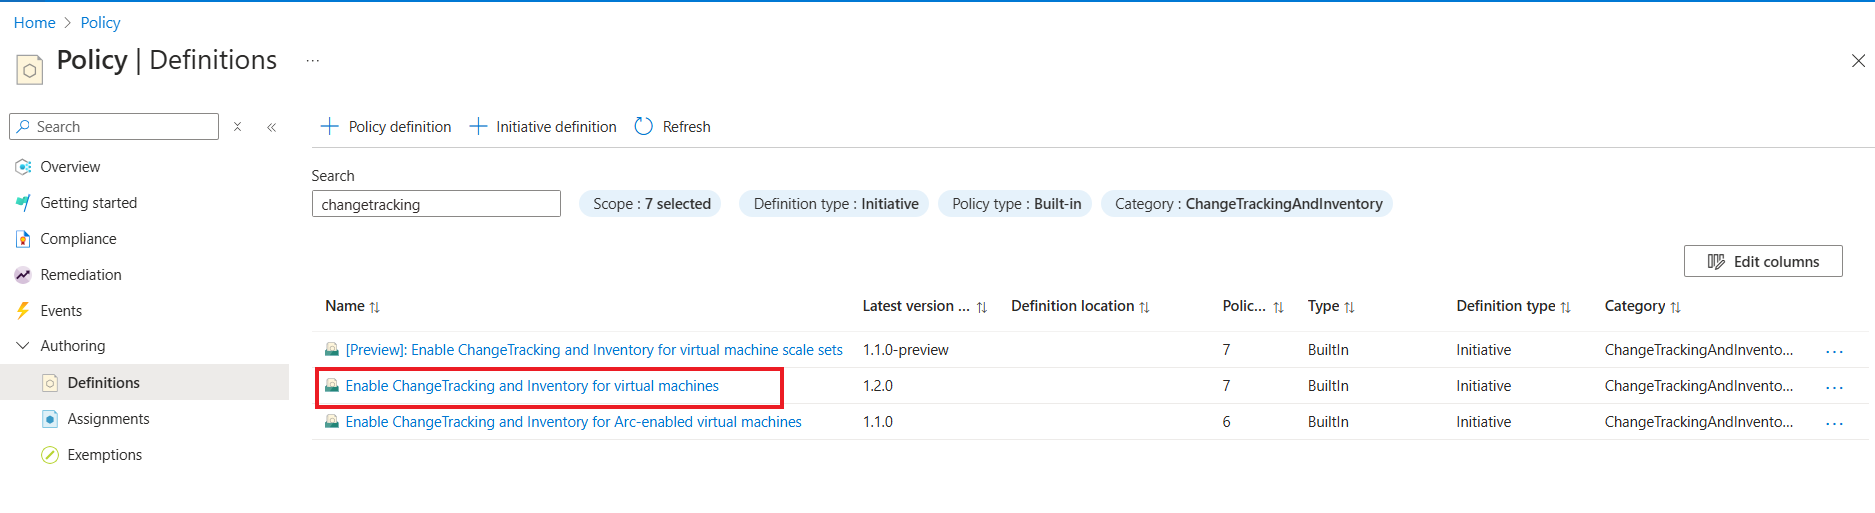 Home > Policy
Policy | Definitions ...
Search
Overview
Getting started
Compliance
Remediation
Events
Authoring
Definitions
Assignments
Exemptions
+ Policy definition + Initiative definition Refresh
Search
changetracking Scope : 7 selected Definition type : Initiative Policy type : Built-in Category : ChangeTrackingAndInventory
Edit columns
Name Latest version ... Definition location Polic... Type Definition type Category
[Preview]: Enable ChangeTracking and Inventory for virtual machine scale sets 1.1.0-preview 7 BuiltIn Initiative ChangeTrackingAndInvento... ...
Enable ChangeTracking and Inventory for virtual machines 1.2.0 7 BuiltIn Initiative ChangeTrackingAndInvento... ...
Enable ChangeTracking and Inventory for Arc-enabled virtual machines 1.1.0 6 BuiltIn Initiative ChangeTrackingAndInvento... ...